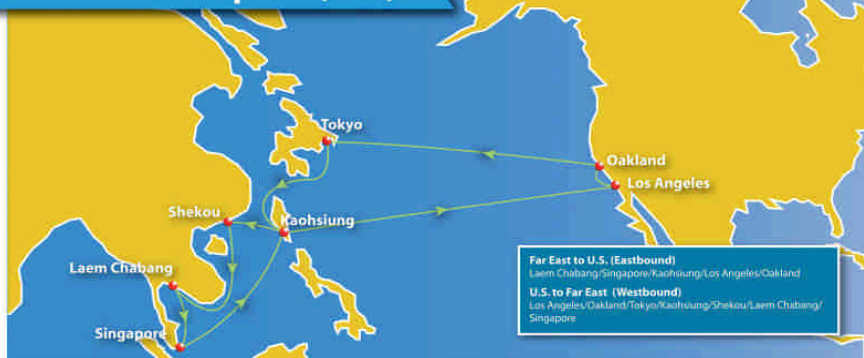 Tokyo
Oakland
Los Angeles
Shekou
Kaohsiung
Laem Chabang
Singapore
Far East to U.S. (Eastbound)
Laem Chabang/Singapore/Kaohsiung/Los Angeles/Oakland
U.S. to Far East (Westbound)
Los Angeles/Oakland/Tokyo/Kaohsiung/Shekou/Laem Chabang/
Singapore